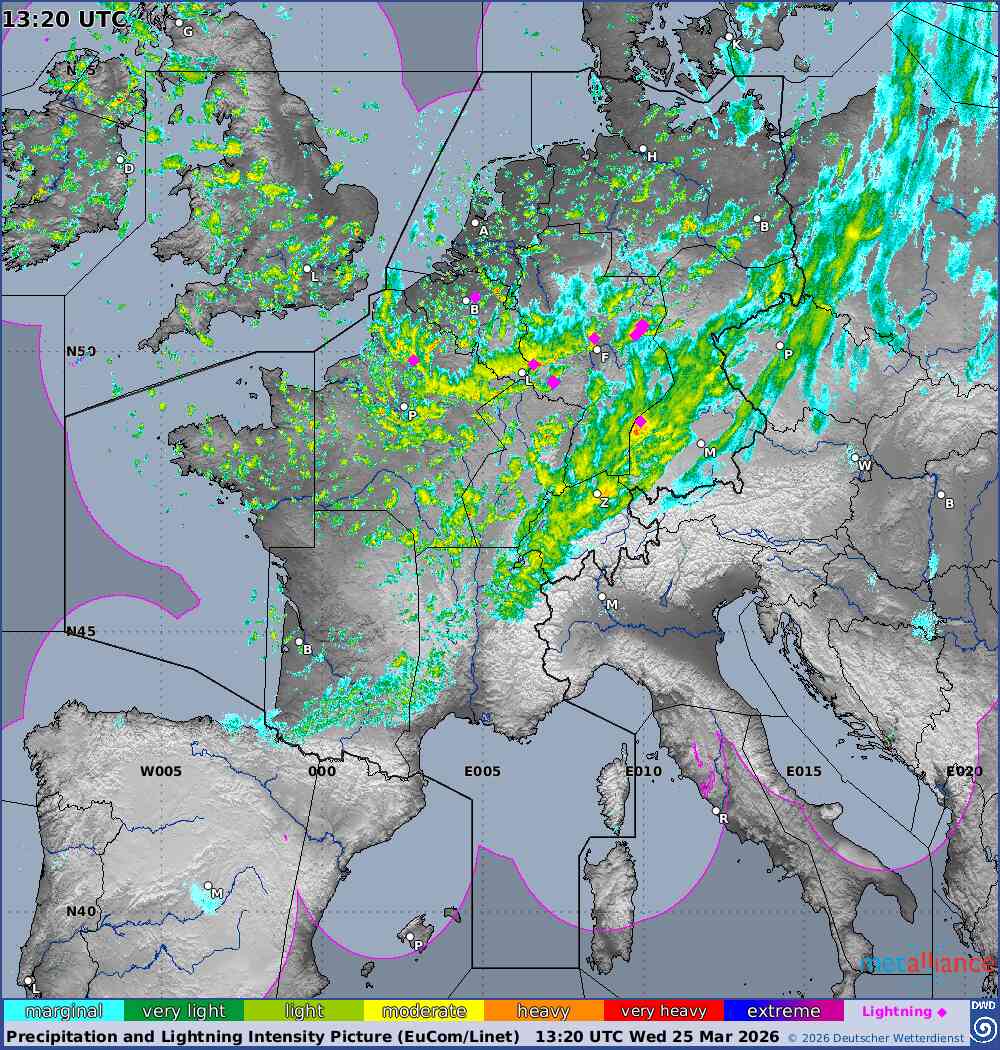 13:20 UTC
G
K
N55
H
D
A
B
B
L
B
N50
P
F
L
P
M
W
Z
B
M
N45
B
W005
000
E005
E010
E015
E020
R
M
N40
P
L
metalliance
marginal
very light
light
moderate
heavy
very heavy
extreme
Lightning ◆
DWD
Precipitation and Lightning Intensity Picture (EuCom/Linet) 13:20 UTC Wed 25 Mar 2026 © 2026 Deutscher Wetterdienst